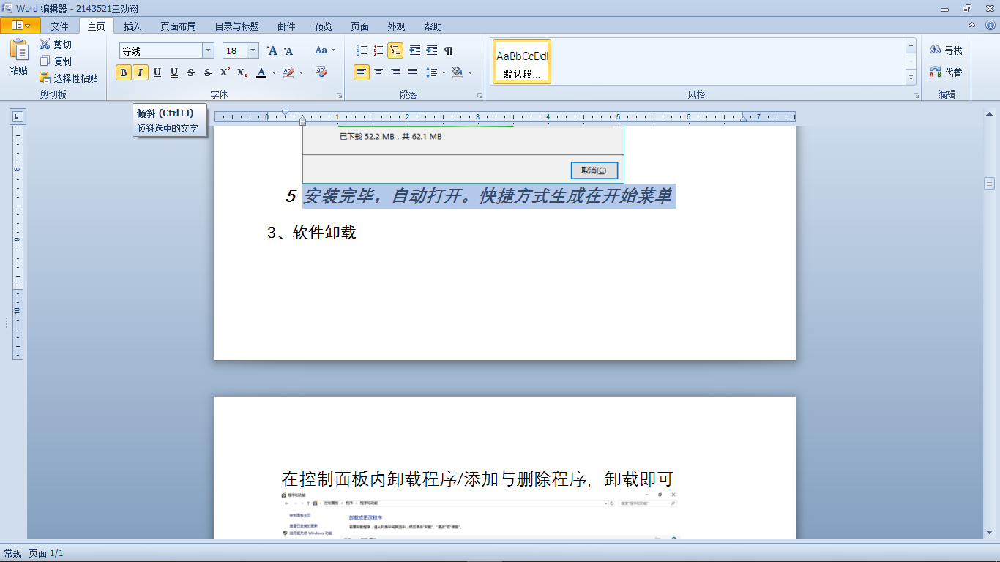 Word 编辑器 - 2143521王劲翔
文件 主页 插入 页面布局 目录与标题 邮件 预览 页面 外观 帮助
粘贴
剪切
复制
选择性粘贴
剪切板
等线 18
Aa
B I U U S S X² X₂ A
字体
段落
AaBbCcDd
默认段...
风格
寻找
代替
编辑
倾斜 (Ctrl+I)
倾斜选中的文字
0 1 2 3 4 5 6 7
8
9
10
已下载 52.2 MB，共 62.1 MB
取消(C)
5 安装完毕，自动打开。快捷方式生成在开始菜单
3、软件卸载
在控制面板内卸载程序/添加与删除程序，卸载即可
程序和功能
控制面板 程序 程序和功能
搜索"程序和功能"
控制面板主页
卸载或更改程序
查看已安装的更新
若要卸载程序，请从列表中将其选中，然后单击"卸载"、"更改"或"修复"。
启用或关闭 Windows 功能
常规 页面 1/1